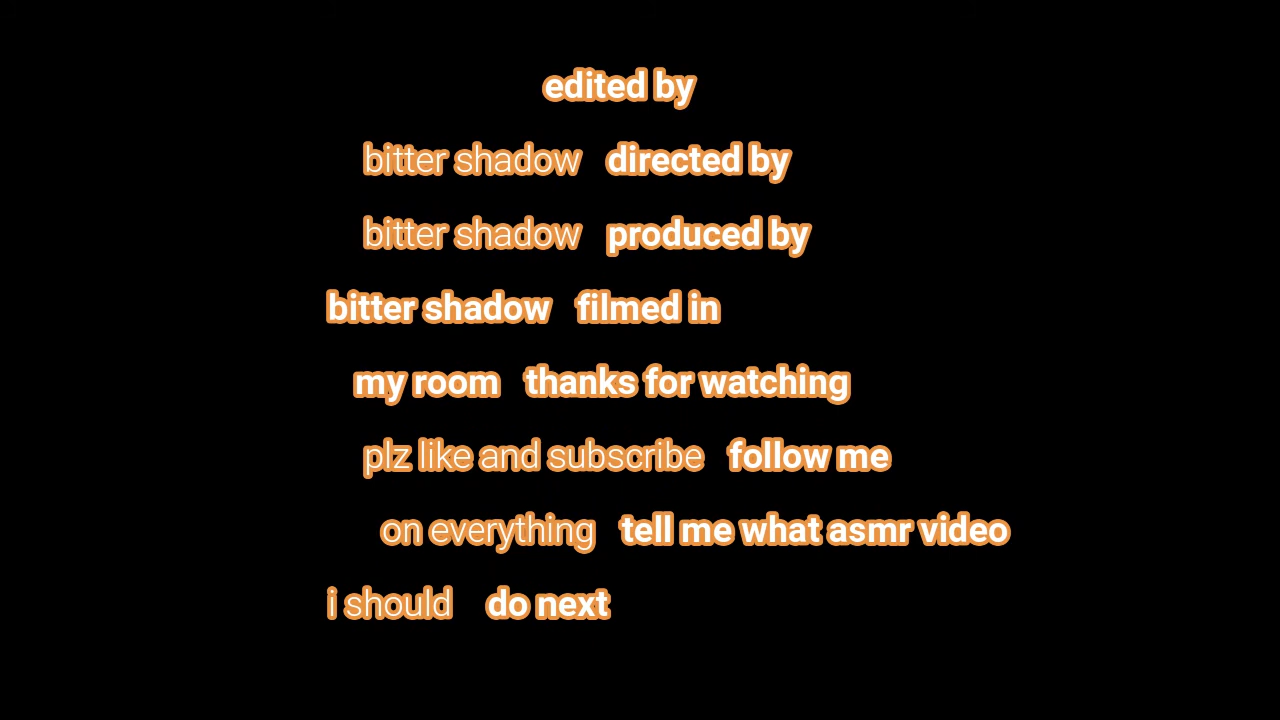 edited by
bitter shadow directed by
bitter shadow produced by
bitter shadow filmed in
my room thanks for watching
plz like and subscribe follow me
on everything tell me what asmr video
i should do next